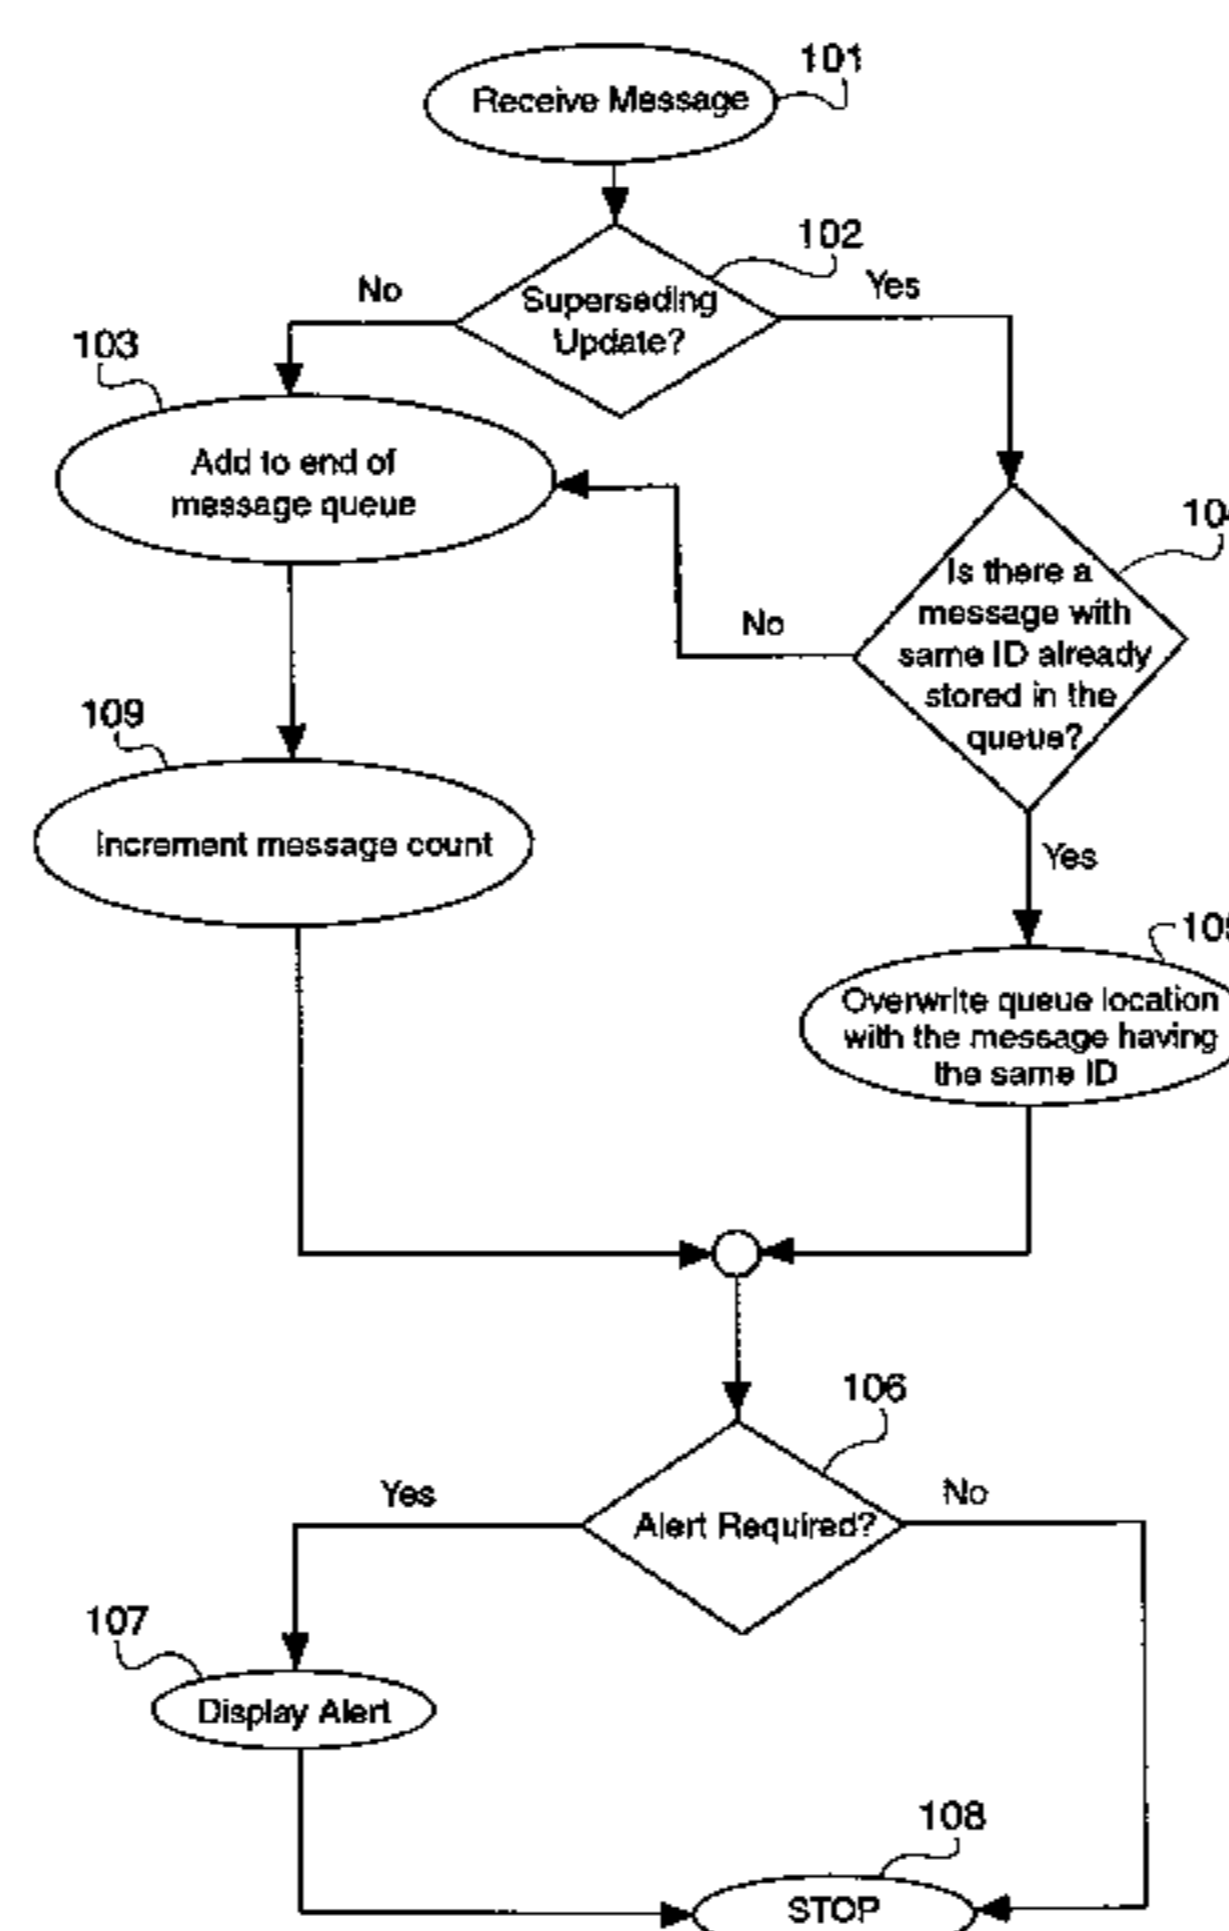 101
Receive Message
102
No
Yes
Superseding
Update?
103
Add to end of
message queue
Is there a
message with
same ID already
stored in the
queue?
No
109
Increment message count
Yes
Overwrite queue location
with the message having
the same ID
106
Yes
No
Alert Required?
107
Display Alert
108
STOP